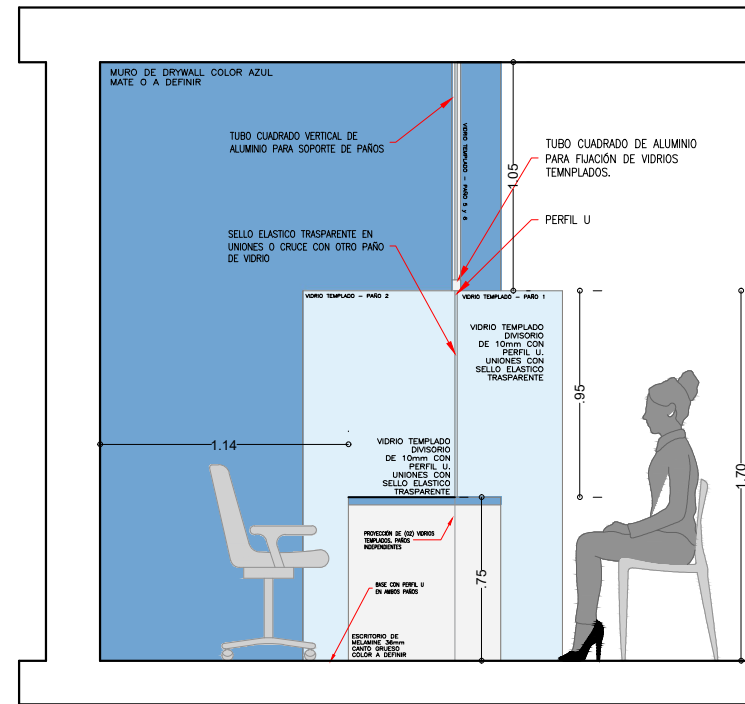 MURO DE DRYWALL COLOR AZUL
MATE O A DEFINIR
TUBO CUADRADO VERTICAL DE
ALUMINIO PARA SOPORTE DE PAÑOS
VIDRIO TEMPLADO - PAÑO 5 y 6
1.05
TUBO CUADRADO DE ALUMINIO
PARA FIJACIÓN DE VIDRIOS
TEMNPLADOS.
PERFIL U
SELLO ELASTICO TRASPARENTE EN
UNIONES O CRUCE CON OTRO PAÑO
DE VIDRIO
VIDRIO TEMPLADO - PAÑO 2
VIDRIO TEMPLADO - PAÑO 1
VIDRIO TEMPLADO
DIVISORIO
DE 10mm CON
PERFIL U.
UNIONES CON
SELLO ELASTICO
TRASPARENTE
.95
1.70
1.14
VIDRIO TEMPLADO
DIVISORIO
DE 10mm CON
PERFIL U.
UNIONES CON
SELLO ELASTICO
TRASPARENTE
PROYECCIÓN DE (02) VIDRIOS
TEMPLADOS. PAÑOS
INDEPENDIENTES
.75
BASE CON PERFIL U
EN AMBOS PAÑOS
ESCRITORIO DE
MELAMINE 36mm
CANTO GRUESO
COLOR A DEFINIR